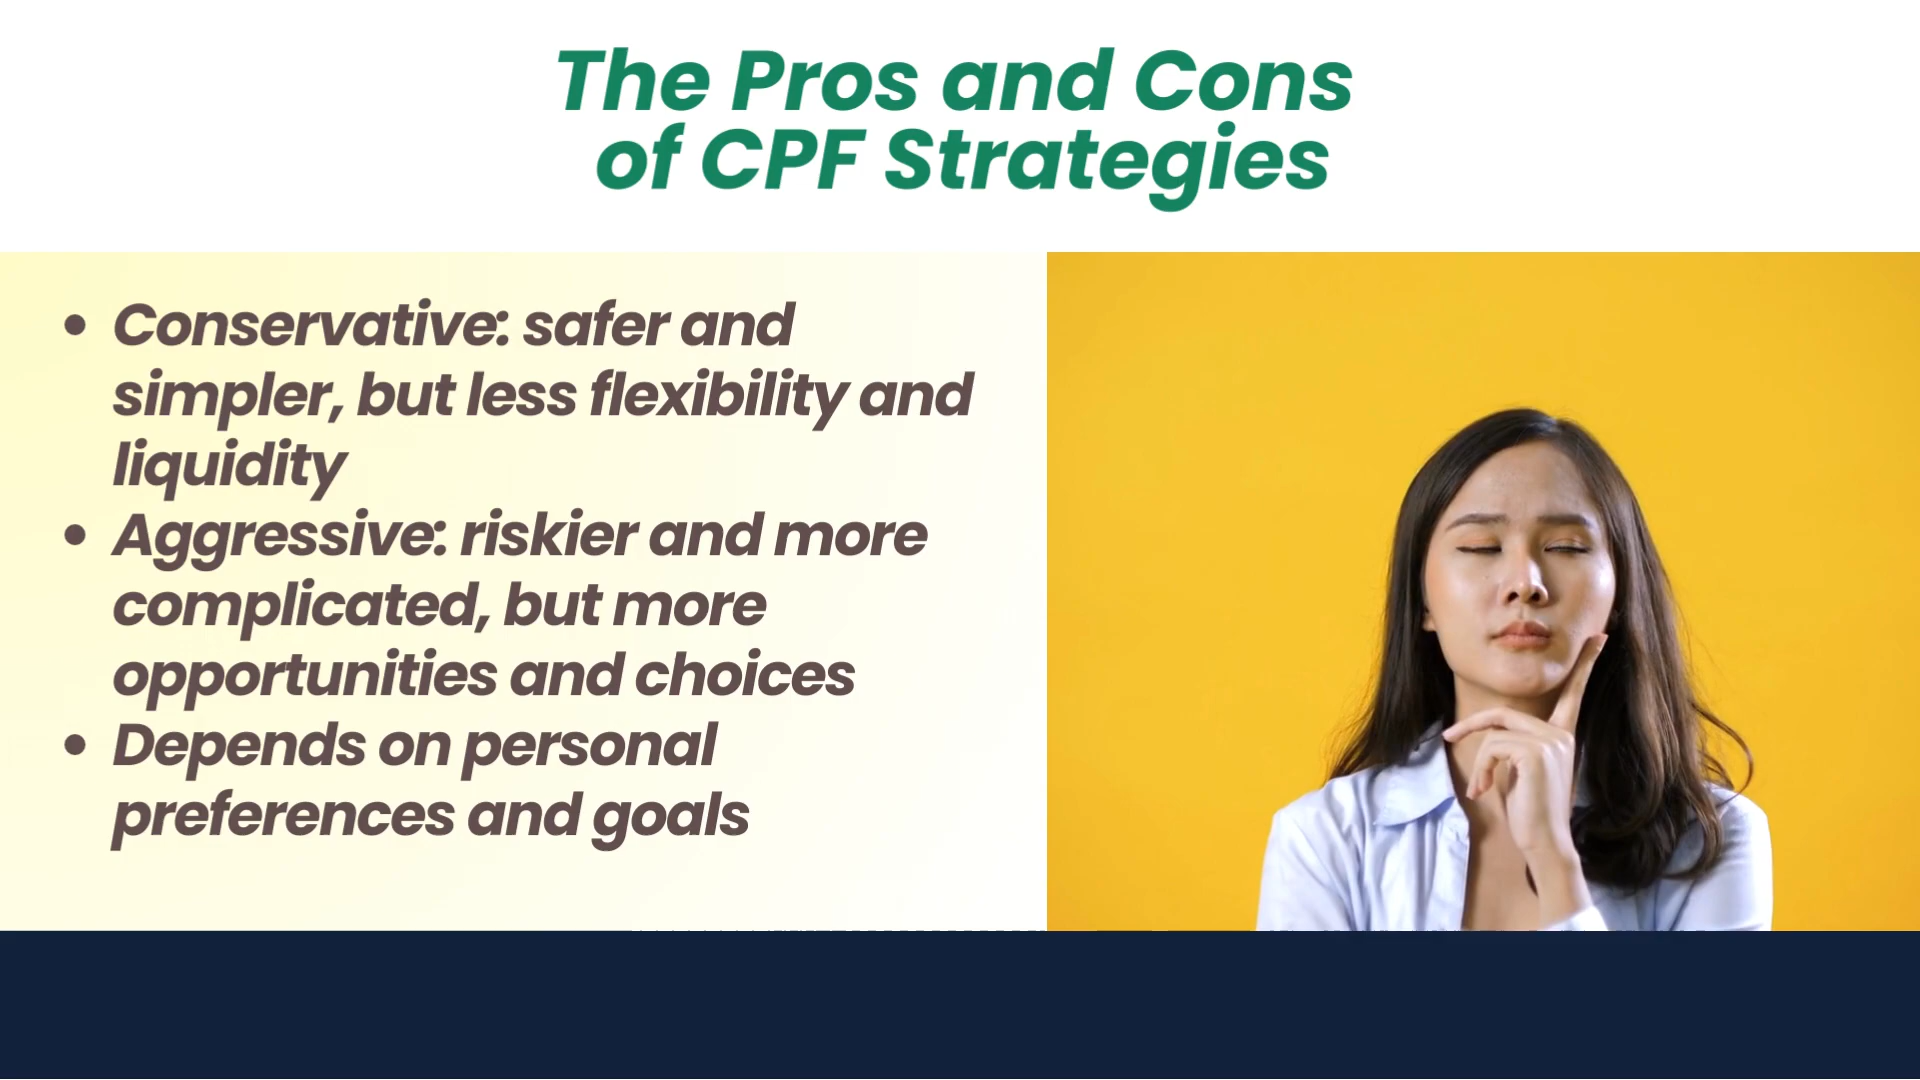 The Pros and Cons
of CPF Strategies
• Conservative: safer and
simpler, but less flexibility and
liquidity
• Aggressive: riskier and more
complicated, but more
opportunities and choices
• Depends on personal
preferences and goals